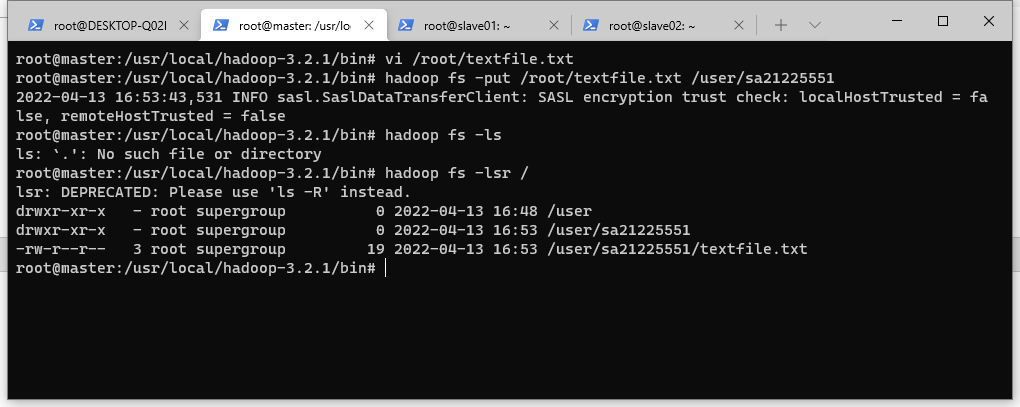 root@DESKTOP-Q02I
root@master: /usr/lo
root@slave01: ~
root@slave02: ~
root@master:/usr/local/hadoop-3.2.1/bin# vi /root/textfile.txt
root@master:/usr/local/hadoop-3.2.1/bin# hadoop fs -put /root/textfile.txt /user/sa21225551
2022-04-13 16:53:43,531 INFO sasl.SaslDataTransferClient: SASL encryption trust check: localHostTrusted = fa
lse, remoteHostTrusted = false
root@master:/usr/local/hadoop-3.2.1/bin# hadoop fs -ls
ls: `.': No such file or directory
root@master:/usr/local/hadoop-3.2.1/bin# hadoop fs -lsr /
lsr: DEPRECATED: Please use 'ls -R' instead.
drwxr-xr-x   - root supergroup          0 2022-04-13 16:48 /user
drwxr-xr-x   - root supergroup          0 2022-04-13 16:53 /user/sa21225551
-rw-r--r--   3 root supergroup         19 2022-04-13 16:53 /user/sa21225551/textfile.txt
root@master:/usr/local/hadoop-3.2.1/bin#